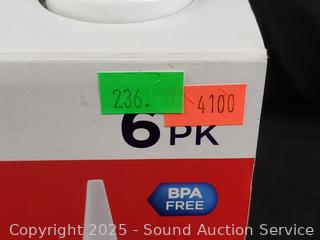 236.
4100
6 PK
BPA
FREE
Copyright 2025 - Sound Auction Service